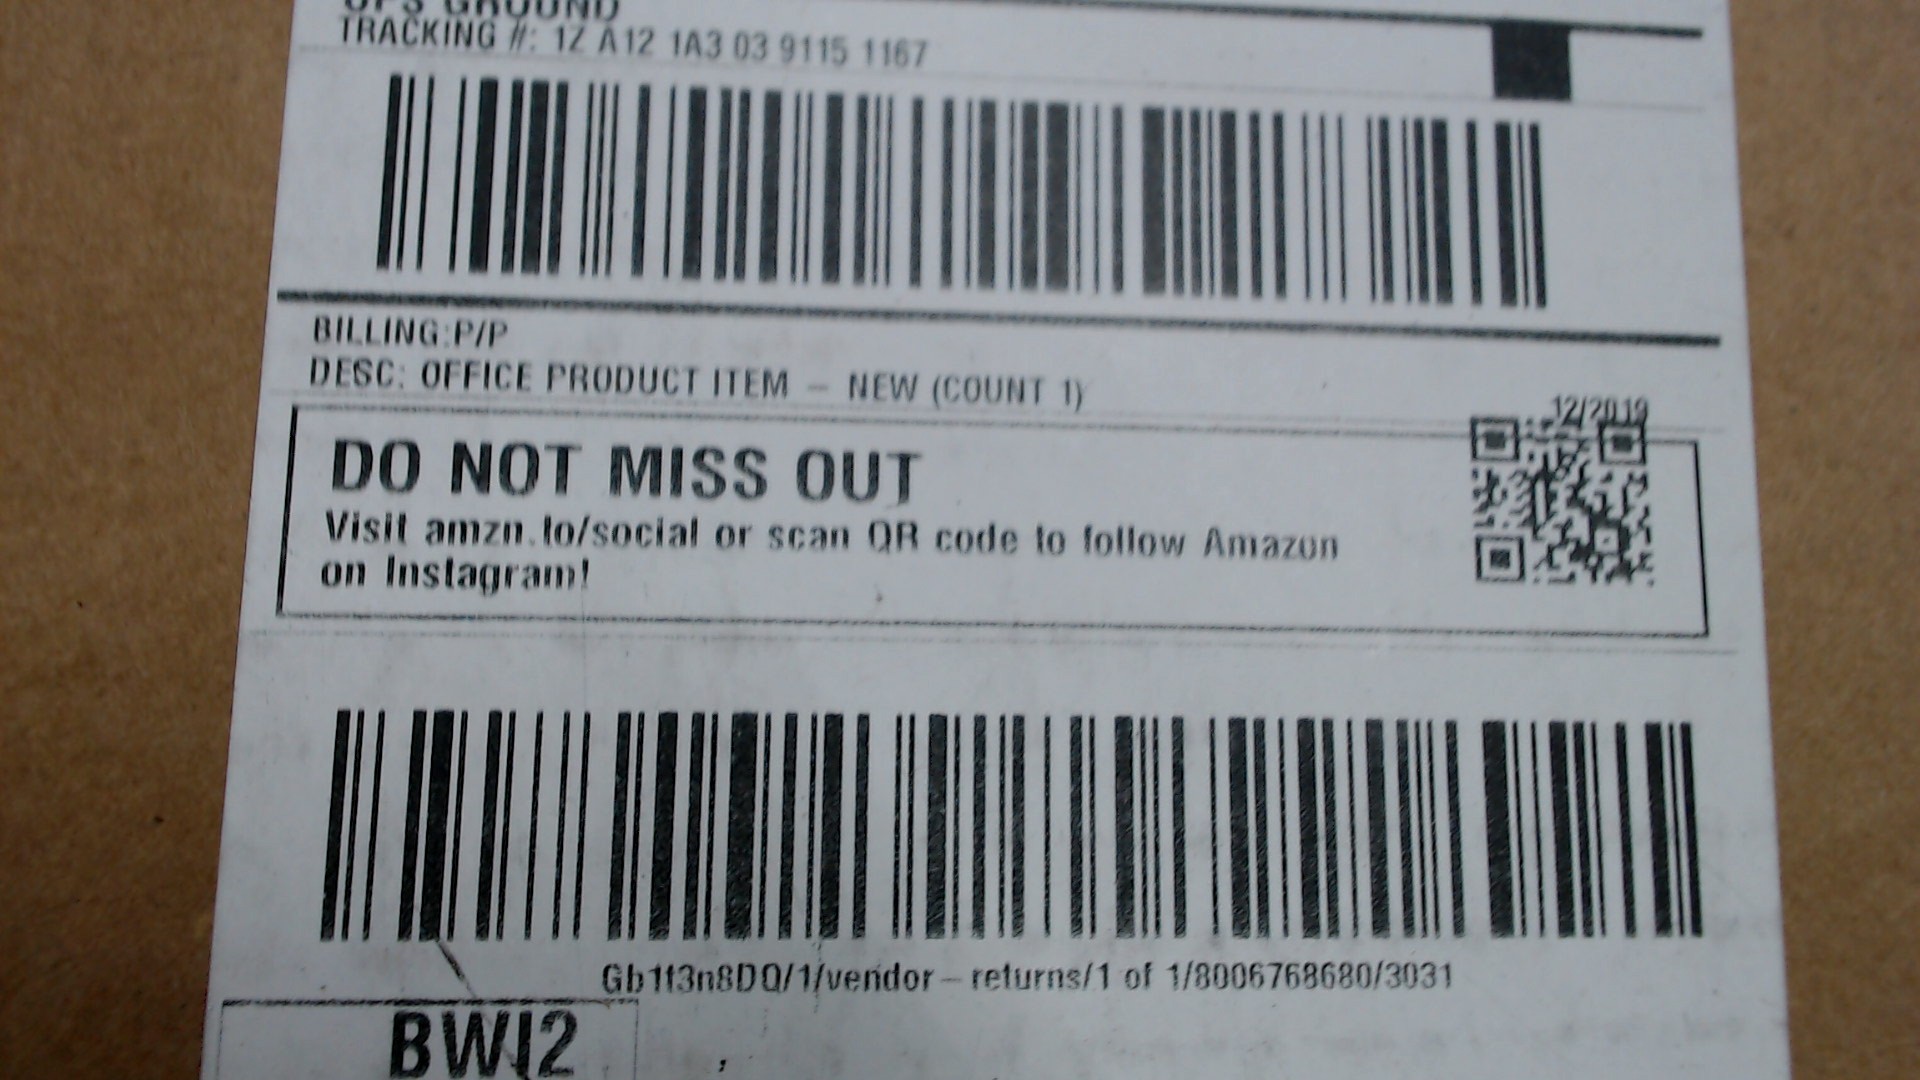 UPS GROUND
TRACKING #: 1Z A12 1A3 03 9115 1167
BILLING:P/P
DESC: OFFICE PRODUCT ITEM - NEW (COUNT 1)
12/2019
DO NOT MISS OUT
Visit amzn.to/social or scan QR code to follow Amazon
on Instagram!
Gb1t3n8DQ/1/vendor-returns/1 of 1/8006768680/3031
BWI2